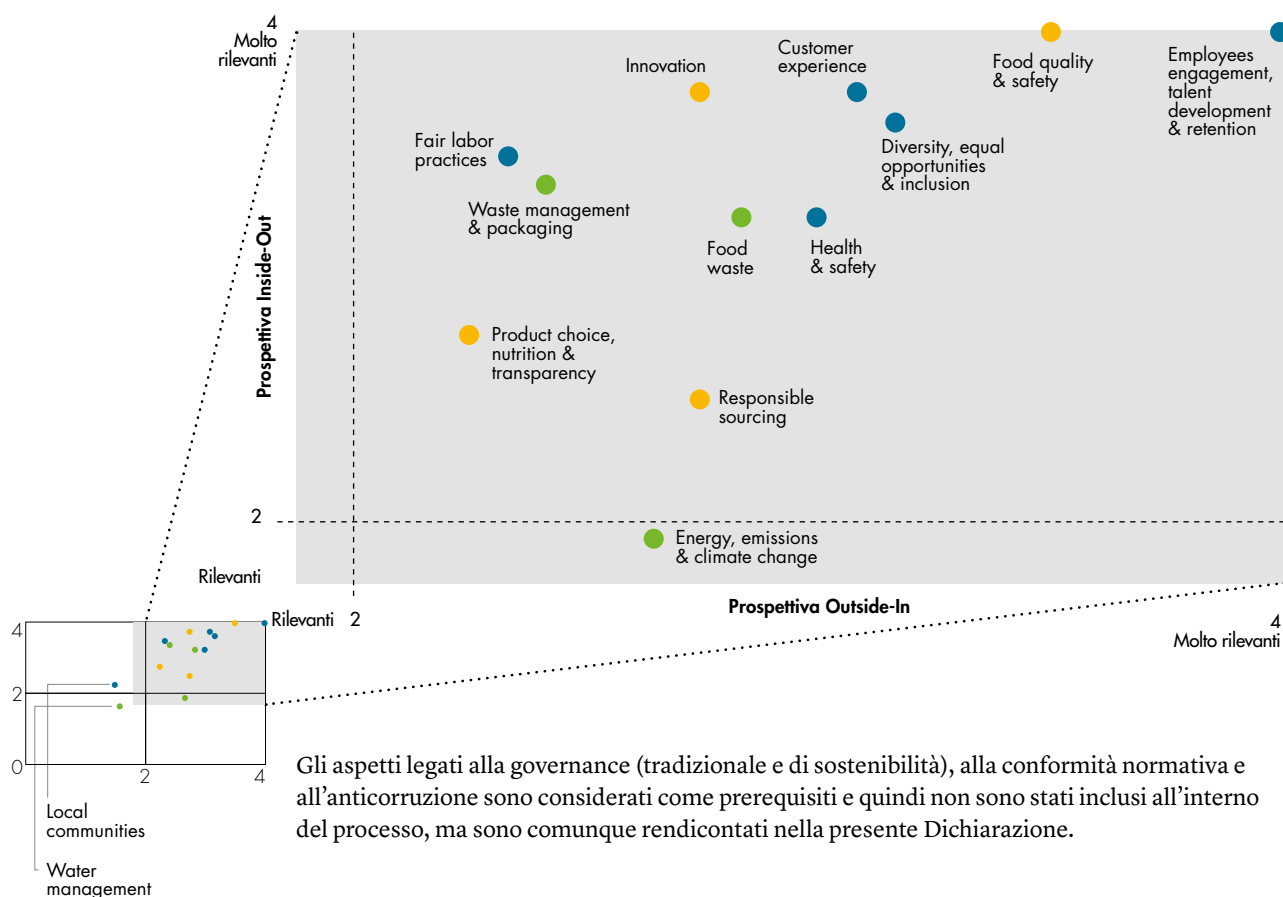 4
Molto
rilevanti
Innovation
Customer
experience
Food quality
& safety
Employees
engagement,
talent
development
& retention
Fair labor
practices
Diversity, equal
opportunities
& inclusion
Waste management
& packaging
Food
waste
Health
& safety
Prospettiva Inside-Out
Product choice,
nutrition &
transparency
Responsible
sourcing
2
Energy, emissions
& climate change
Rilevanti
Rilevanti
2
Prospettiva Outside-In
4
Molto rilevanti
4
2
0
2
4
Local
communities
Water
management
Gli aspetti legati alla governance (tradizionale e di sostenibilità), alla conformità normativa e
all'anticorruzione sono considerati come prerequisiti e quindi non sono stati inclusi all'interno
del processo, ma sono comunque rendicontati nella presente Dichiarazione.